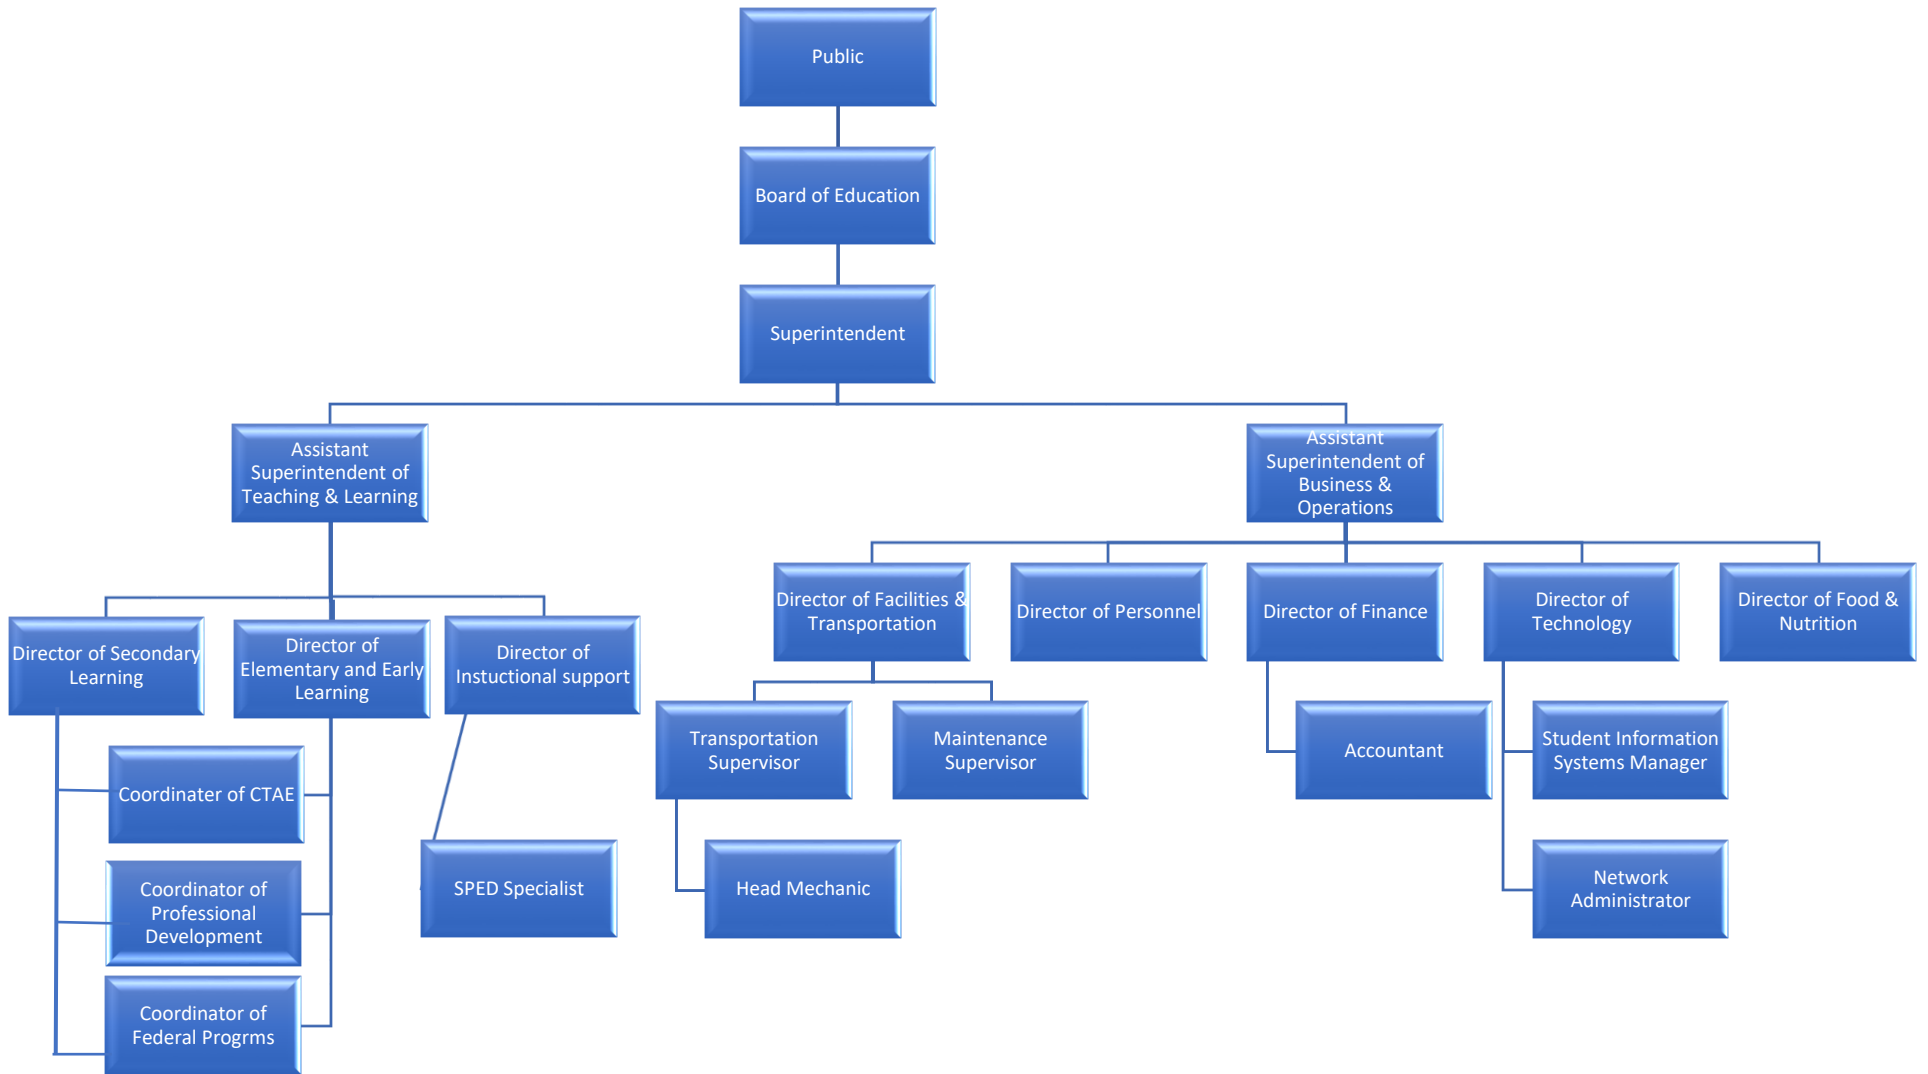 Public
Board of Education
Superintendent
Assistant
Superintendent of
Teaching & Learning
Assistant
Superintendent of
Business &
Operations
Director of Secondary
Learning
Director of
Elementary and Early
Learning
Director of
Instuctional support
Director of Facilities &
Transportation
Director of Personnel
Director of Finance
Director of
Technology
Director of Food &
Nutrition
Coordinater of CTAE
Coordinator of
Professional
Development
Coordinator of
Federal Progrms
SPED Specialist
Transportation
Supervisor
Maintenance
Supervisor
Head Mechanic
Accountant
Student Information
Systems Manager
Network
Administrator